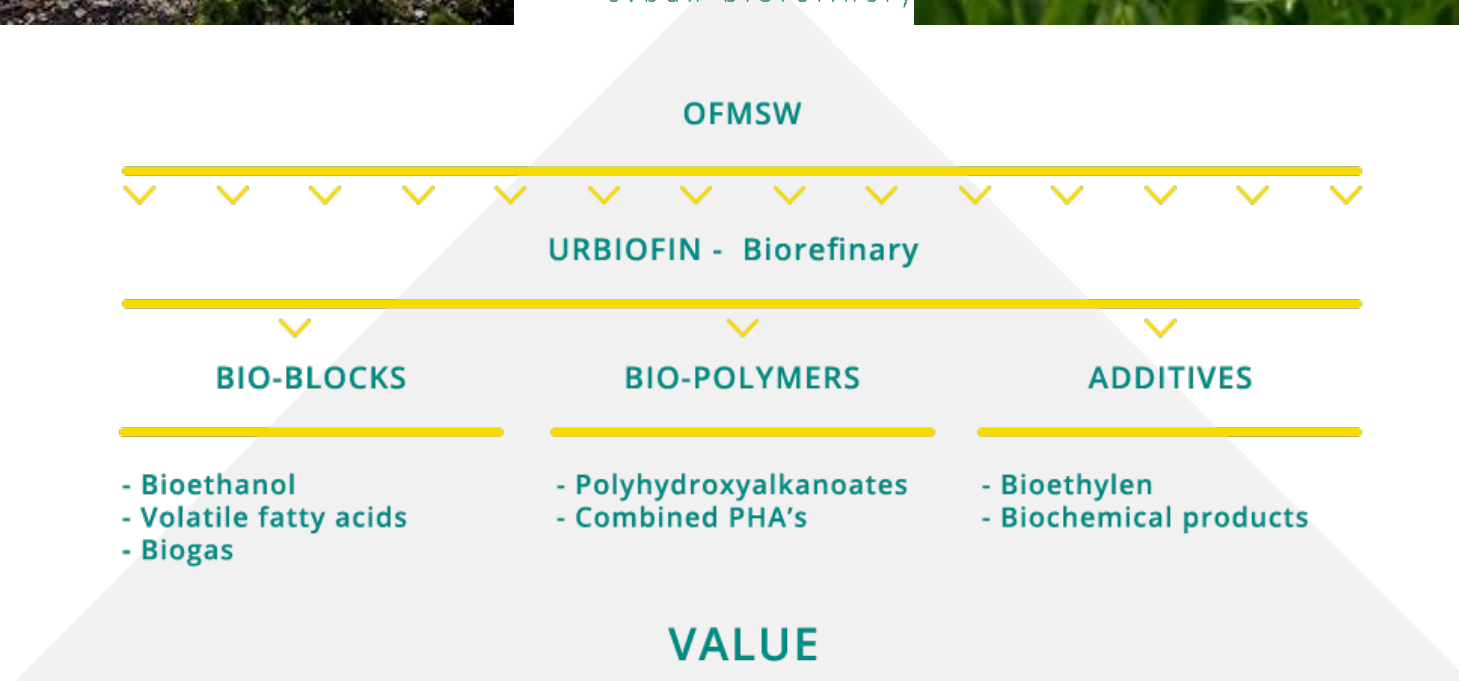 OFMSW
URBIOFIN - Biorefinary
BIO-BLOCKS
BIO-POLYMERS
ADDITIVES
- Bioethanol
- Volatile fatty acids
- Biogas
- Polyhydroxyalkanoates
- Combined PHA’s
- Bioethylen
- Biochemical products
VALUE